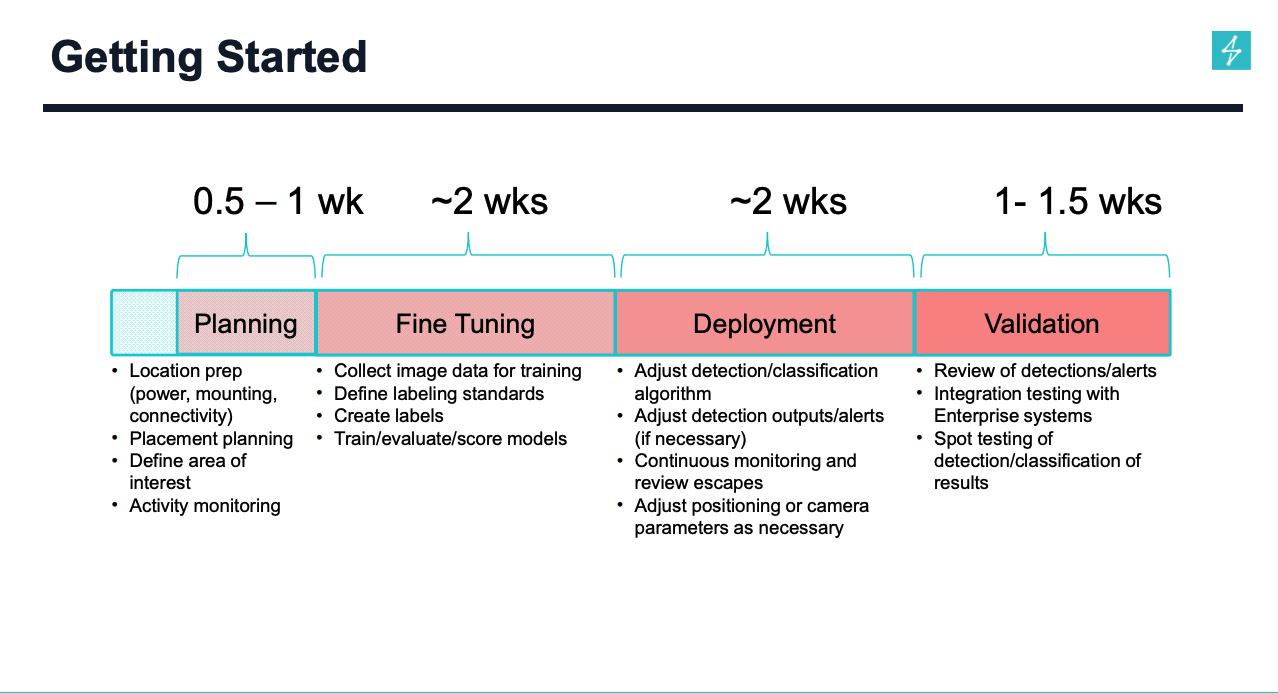 Getting Started
0.5 – 1 wk
~2 wks
~2 wks
1- 1.5 wks
Planning
Fine Tuning
Deployment
Validation
• Location prep
(power, mounting,
connectivity)
• Placement planning
• Define area of
interest
• Activity monitoring
• Collect image data for training
• Define labeling standards
• Create labels
• Train/evaluate/score models
• Adjust detection/classification
algorithm
• Adjust detection outputs/alerts
(if necessary)
• Continuous monitoring and
review escapes
• Adjust positioning or camera
parameters as necessary
• Review of detections/alerts
• Integration testing with
Enterprise systems
• Spot testing of
detection/classification of
results